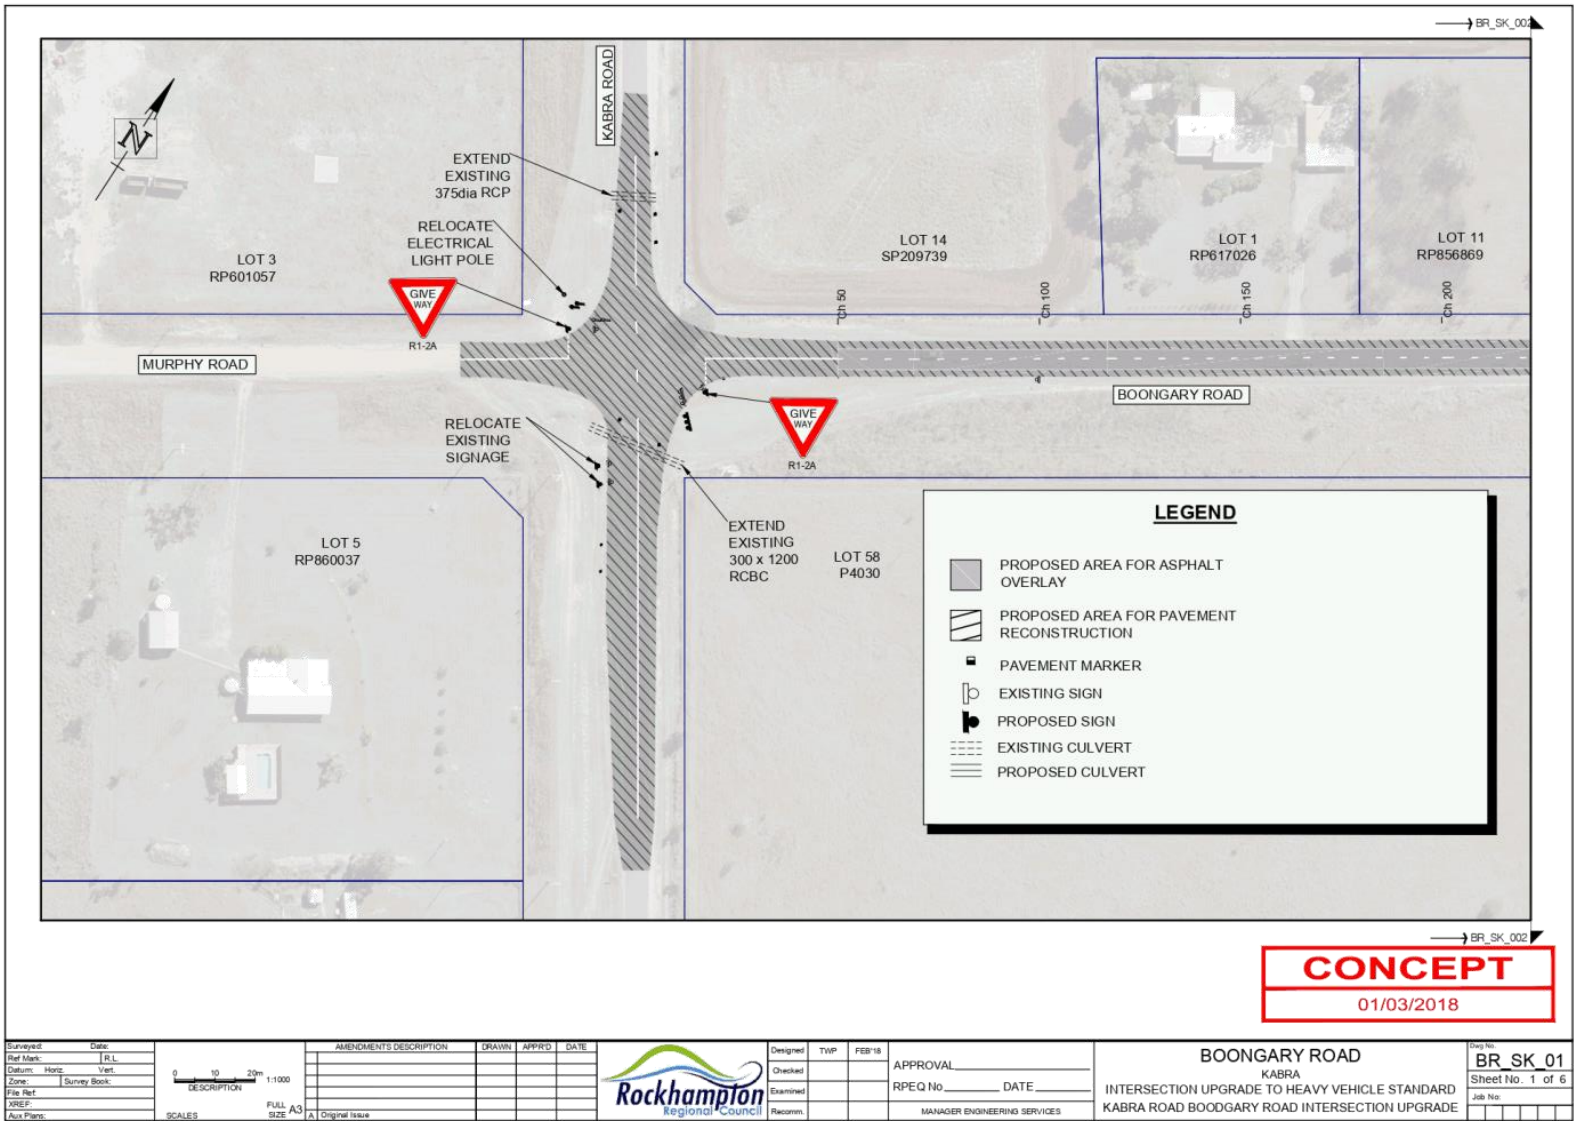 BR_SK_002
N
KABRA ROAD
EXTEND
EXISTING
375dia RCP
RELOCATE
ELECTRICAL
LIGHT POLE
LOT 3
RP601057
GIVE
WAY
R1-2A
MURPHY ROAD
LOT 14
SP209739
LOT 1
RP617026
LOT 11
RP856869
Ch 50
Ch 100
Ch 150
Ch 200
BOONGARY ROAD
GIVE
WAY
R1-2A
RELOCATE
EXISTING
SIGNAGE
EXTEND
EXISTING
300 x 1200
RCBC
LOT 5
RP860037
LOT 58
P4030
LEGEND
PROPOSED AREA FOR ASPHALT
OVERLAY
PROPOSED AREA FOR PAVEMENT
RECONSTRUCTION
PAVEMENT MARKER
EXISTING SIGN
PROPOSED SIGN
EXISTING CULVERT
PROPOSED CULVERT
BR_SK_002
CONCEPT
01/03/2018
Surveyed: Date:
Ref Mark: R.L.
Datum: Horiz. Vert.
Zone: Survey Book:
File Ref:
XREF:
Aux Plans:
0 10 20m 1:1000
DESCRIPTION
SCALES
FULL SIZE A3
AMENDMENTS DESCRIPTION DRAWN APPR'D DATE
A Original Issue
Rockhampton
Regional Council
Designed TWP FEB'18
Checked
Examined
Recomm.
APPROVAL
RPEQ No DATE
MANAGER ENGINEERING SERVICES
BOONGARY ROAD
KABRA
INTERSECTION UPGRADE TO HEAVY VEHICLE STANDARD
KABRA ROAD BOODGARY ROAD INTERSECTION UPGRADE
Dwg No.
BR_SK_01
Sheet No. 1 of 6
Job No: